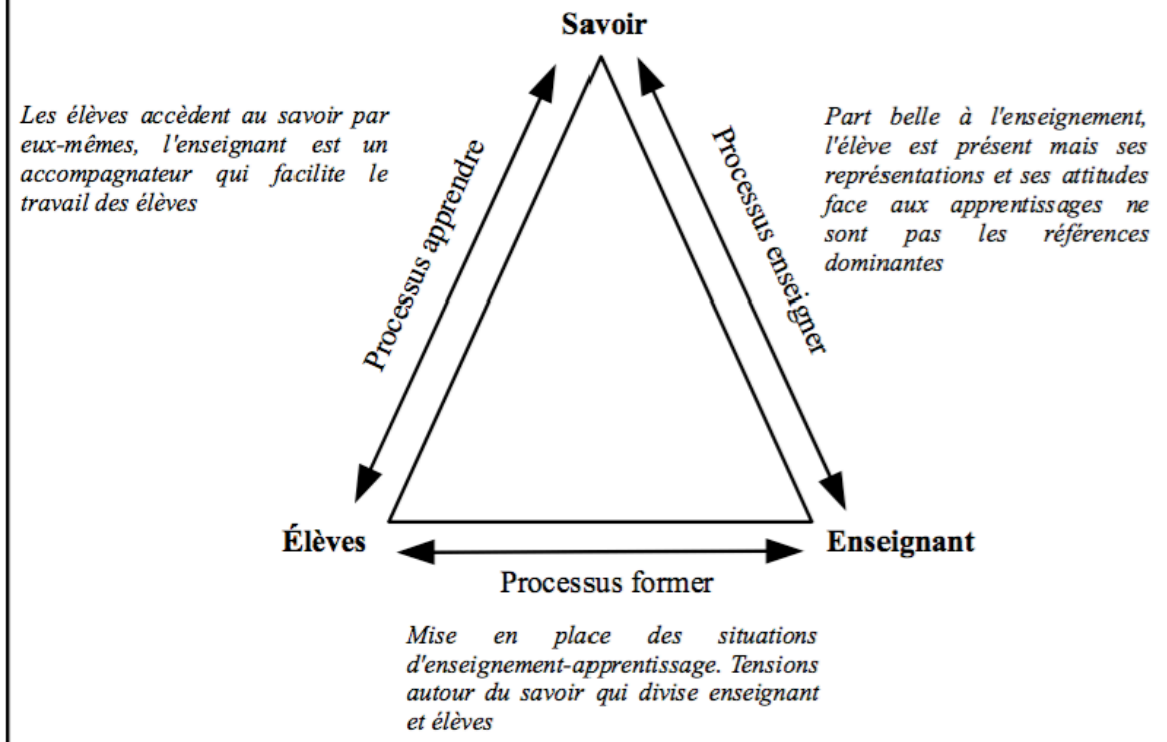 Savoir
Les élèves accèdent au savoir par
eux-mêmes, l'enseignant est un
accompagnateur qui facilite le
travail des élèves
Processus apprendre
Processus enseigner
Part belle à l'enseignement,
l'élève est présent mais ses
représentations et ses attitudes
face aux apprentissages ne
sont pas les références
dominantes
Élèves
Enseignant
Processus former
Mise en place des situations
d'enseignement-apprentissage. Tensions
autour du savoir qui divise enseignant
et élèves